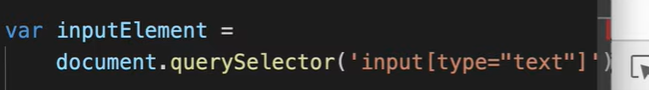 var inputElement =
document.querySelector('input[type="text"]')